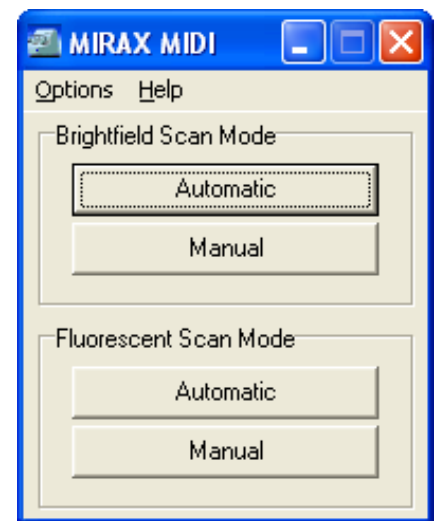 MIRAX MIDI
Options Help
Brightfield Scan Mode
Automatic
Manual
Fluorescent Scan Mode
Automatic
Manual